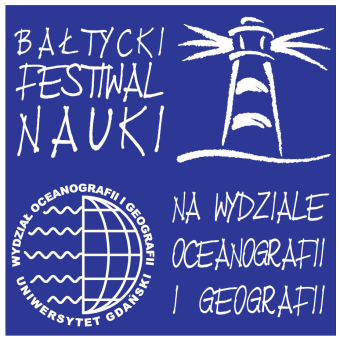 BAŁTYCKI
FESTIWAL
NAUKI
WYDZIAŁ OCEANOGRAFII I GEOGRAFII
UNIWERSYTET GDAŃSKI
NA WYDZIALE
OCEANOGRAFII
I GEOGRAFII